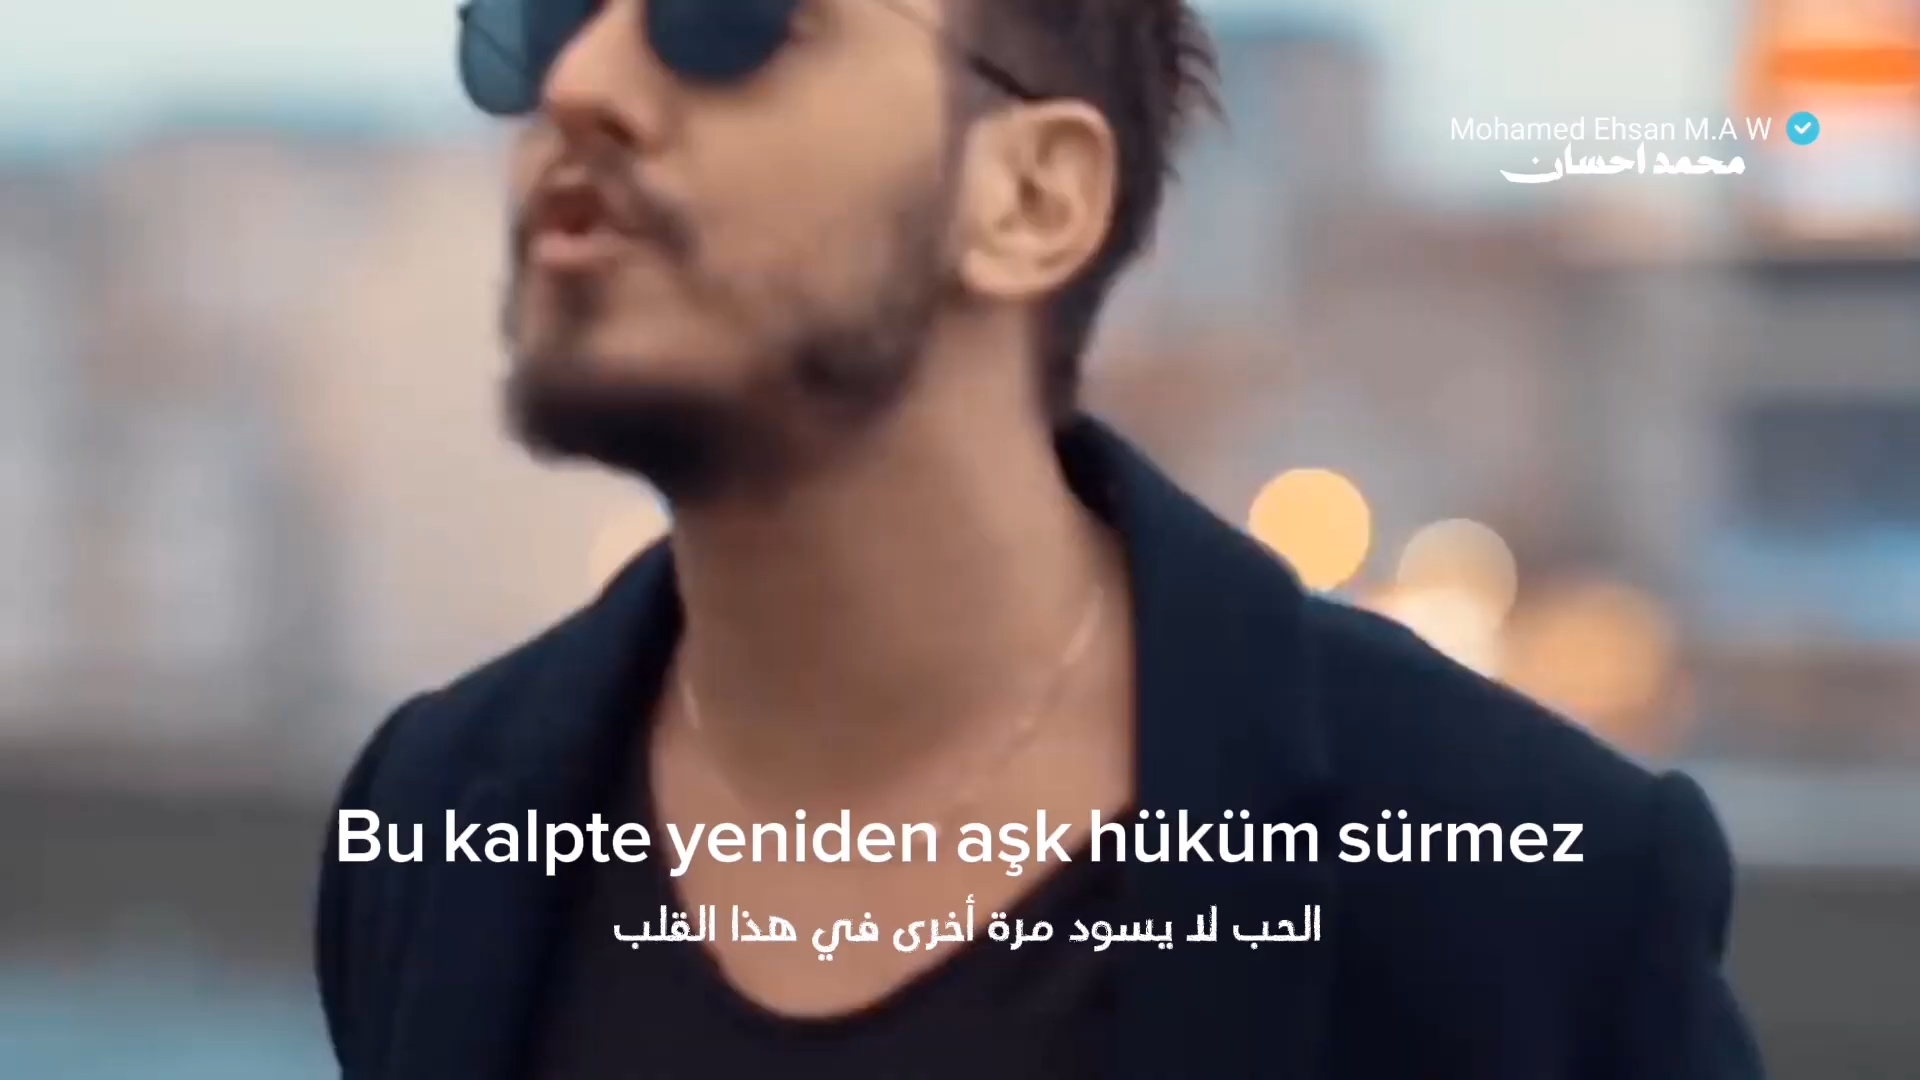 Mohamed Ehsan M.A W
محمد احسان
Bu kalpte yeniden aşk hüküm sürmez
الحب لا يسود مرة أخرى في هذا القلب